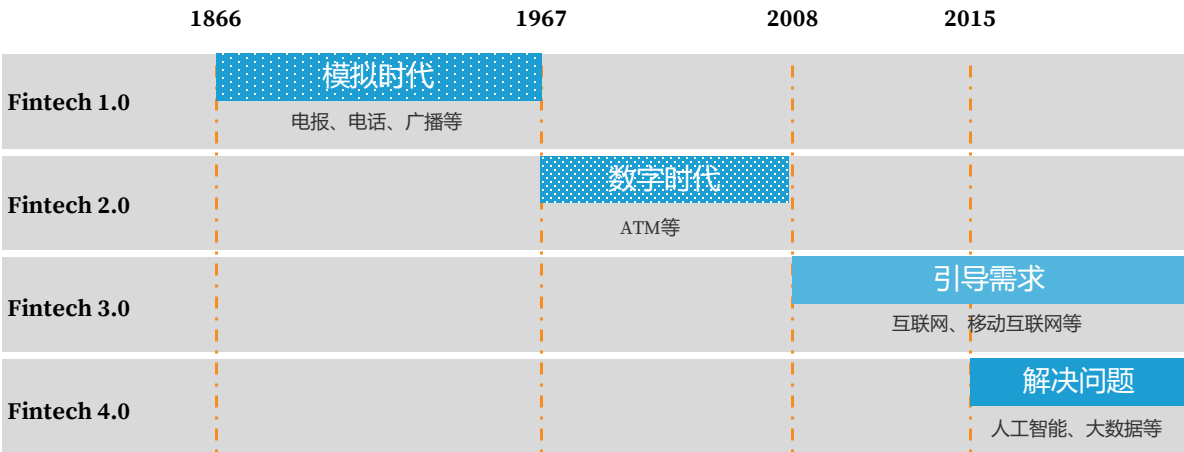 1866 1967 2008 2015
模拟时代
Fintech 1.0
电报、电话、广播等
数字时代
Fintech 2.0
ATM等
引导需求
Fintech 3.0
互联网、移动互联网等
解决问题
Fintech 4.0
人工智能、大数据等